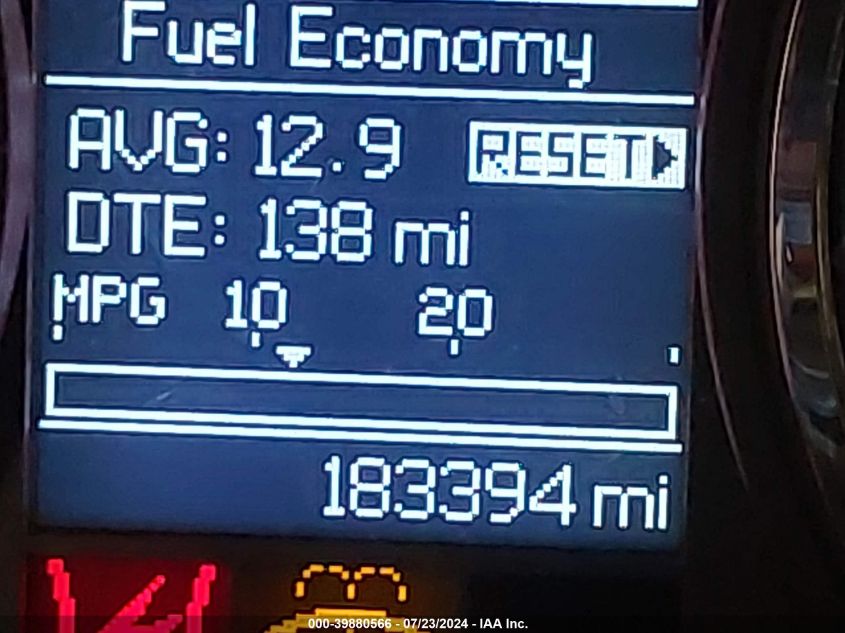 Fuel Economy
AVG: 12.9 RESET
DTE: 138 mi
MPG 10 20
183394 mi
000-39880566 - 07/23/2024 - IAA Inc.